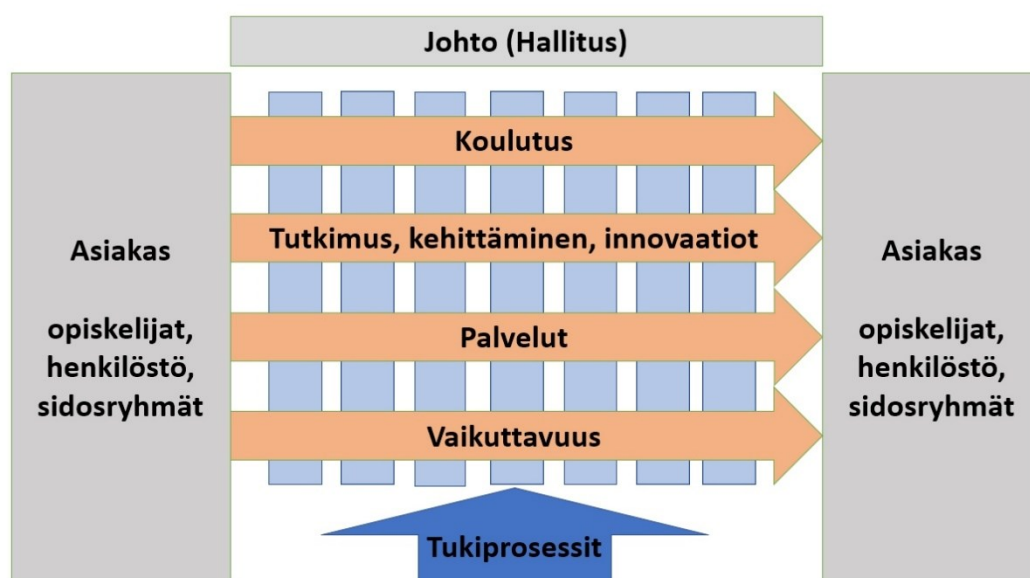 Johto (Hallitus)
Asiakas
opiskelijat,
henkilöstö,
sidosryhmät
Koulutus
Tutkimus, kehittäminen, innovaatiot
Palvelut
Vaikuttavuus
Tukiprosessit
Asiakas
opiskelijat,
henkilöstö,
sidosryhmät